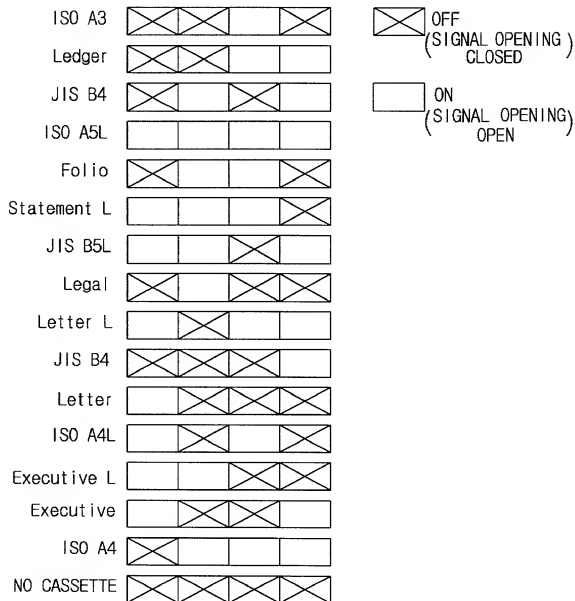 ISO A3
Ledger
JIS B4
ISO A5L
Folio
Statement L
JIS B5L
Legal
Letter L
JIS B4
Letter
ISO A4L
Executive L
Executive
ISO A4
NO CASSETTE
OFF
(SIGNAL OPENING)
CLOSED
ON
(SIGNAL OPENING)
OPEN